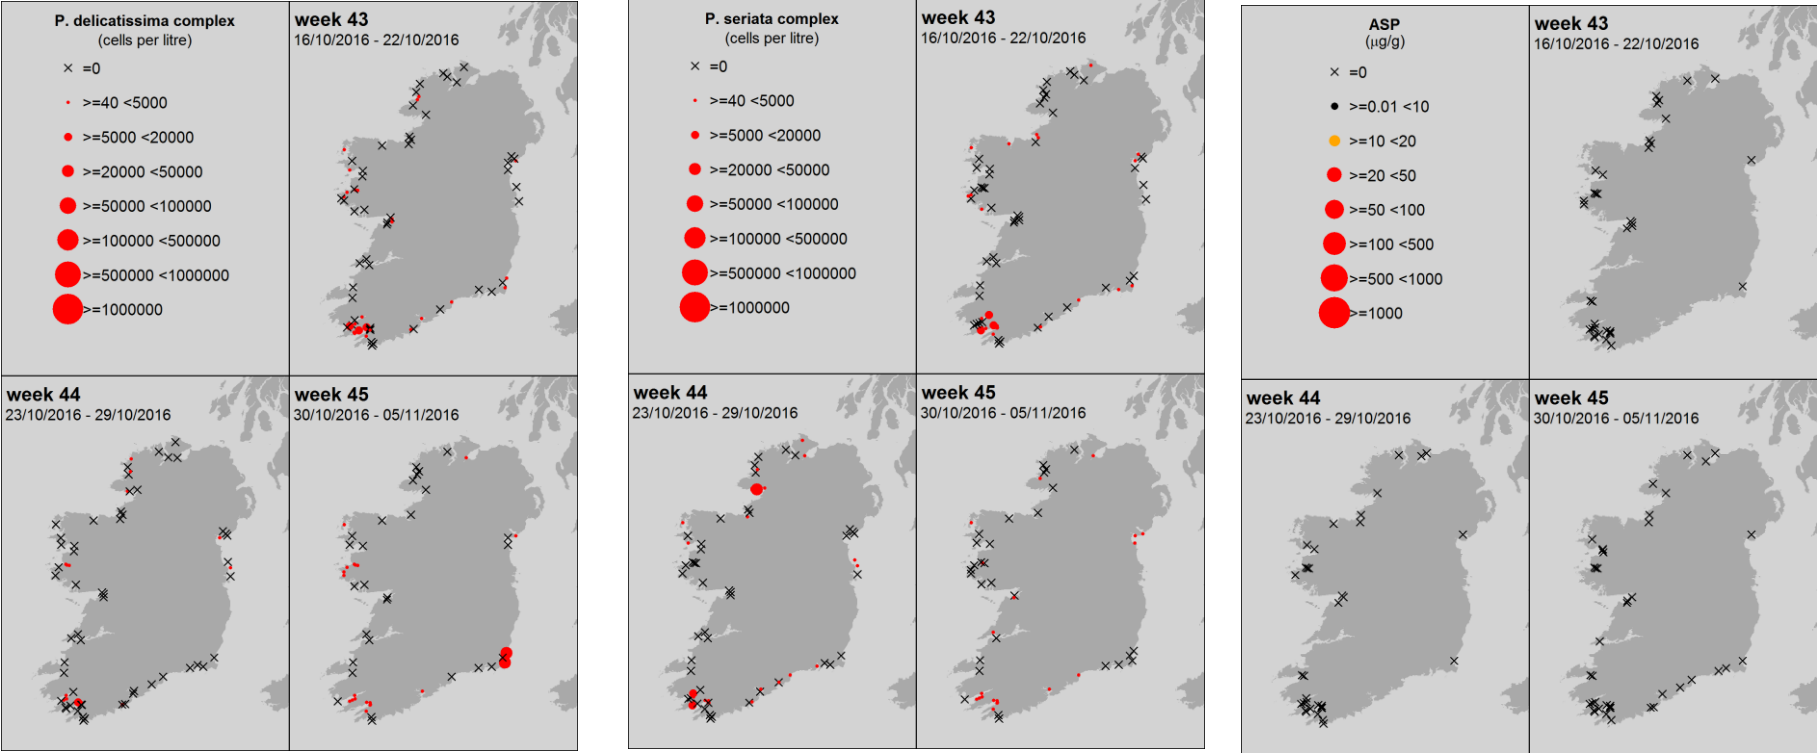 P. delicatissima complex
(cells per litre)
=0
>=40 <5000
>=5000 <20000
>=20000 <50000
>=50000 <100000
>=100000 <500000
>=500000 <1000000
>=1000000
week 43
16/10/2016 - 22/10/2016
week 44
23/10/2016 - 29/10/2016
week 45
30/10/2016 - 05/11/2016
P. seriata complex
(cells per litre)
=0
>=40 <5000
>=5000 <20000
>=20000 <50000
>=50000 <100000
>=100000 <500000
>=500000 <1000000
>=1000000
week 43
16/10/2016 - 22/10/2016
week 44
23/10/2016 - 29/10/2016
week 45
30/10/2016 - 05/11/2016
ASP
(µg/g)
=0
>=0.01 <10
>=10 <20
>=20 <50
>=50 <100
>=100 <500
>=500 <1000
>=1000
week 43
16/10/2016 - 22/10/2016
week 44
23/10/2016 - 29/10/2016
week 45
30/10/2016 - 05/11/2016